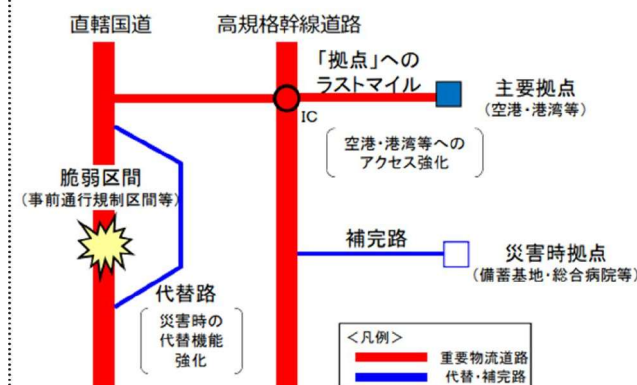 直轄国道
高規格幹線道路
「拠点」への
ラストマイル
主要拠点
(空港・港湾等)
IC
空港・港湾等への
アクセス強化
脆弱区間
(事前通行規制区間等)
補完路
災害時拠点
(備蓄基地・総合病院等)
代替路
災害時の
代替機能
強化
<凡例>
重要物流道路
代替・補完路